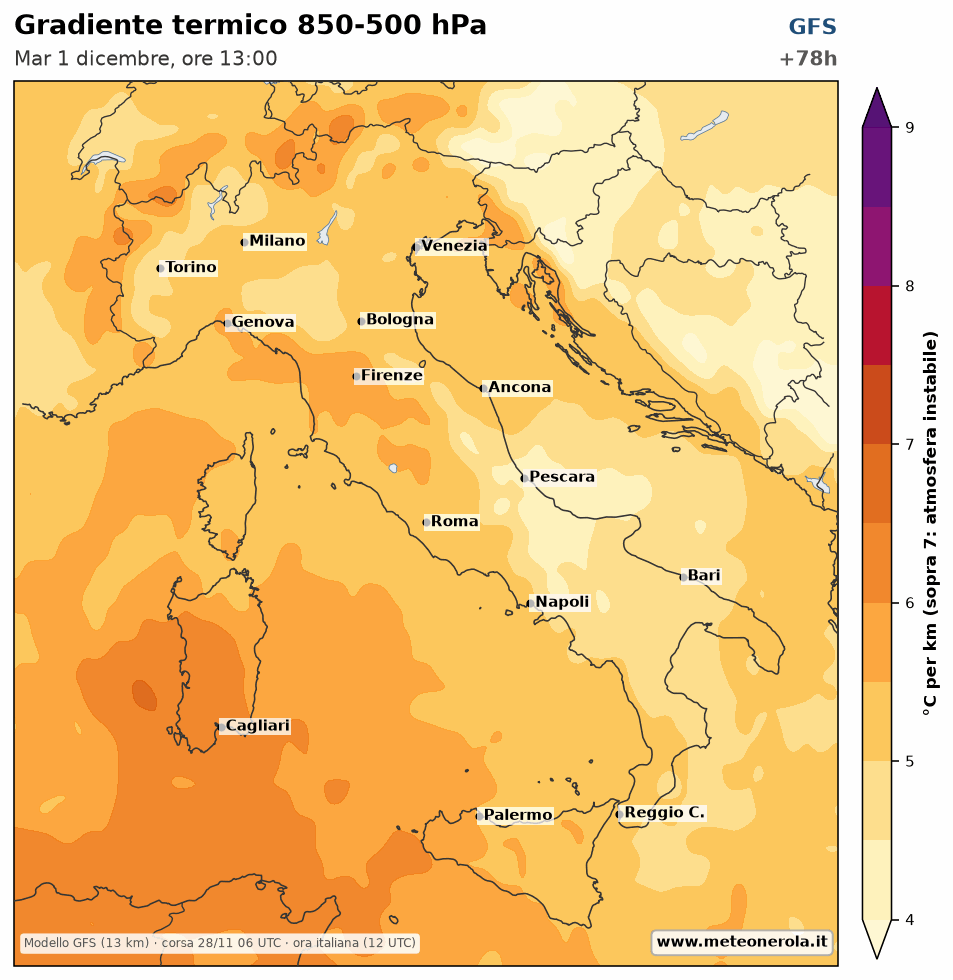 Gradiente termico 850-500 hPa
GFS
Mar 1 dicembre, ore 13:00
+78h
Milano
Venezia
Torino
Genova
Bologna
Firenze
Ancona
Pescara
Roma
Bari
Napoli
Cagliari
Palermo
Reggio C.
9
8
7
6
5
4
°C per km (sopra 7: atmosfera instabile)
Modello GFS (13 km) · corsa 28/11 06 UTC · ora italiana (12 UTC)
www.meteonerola.it